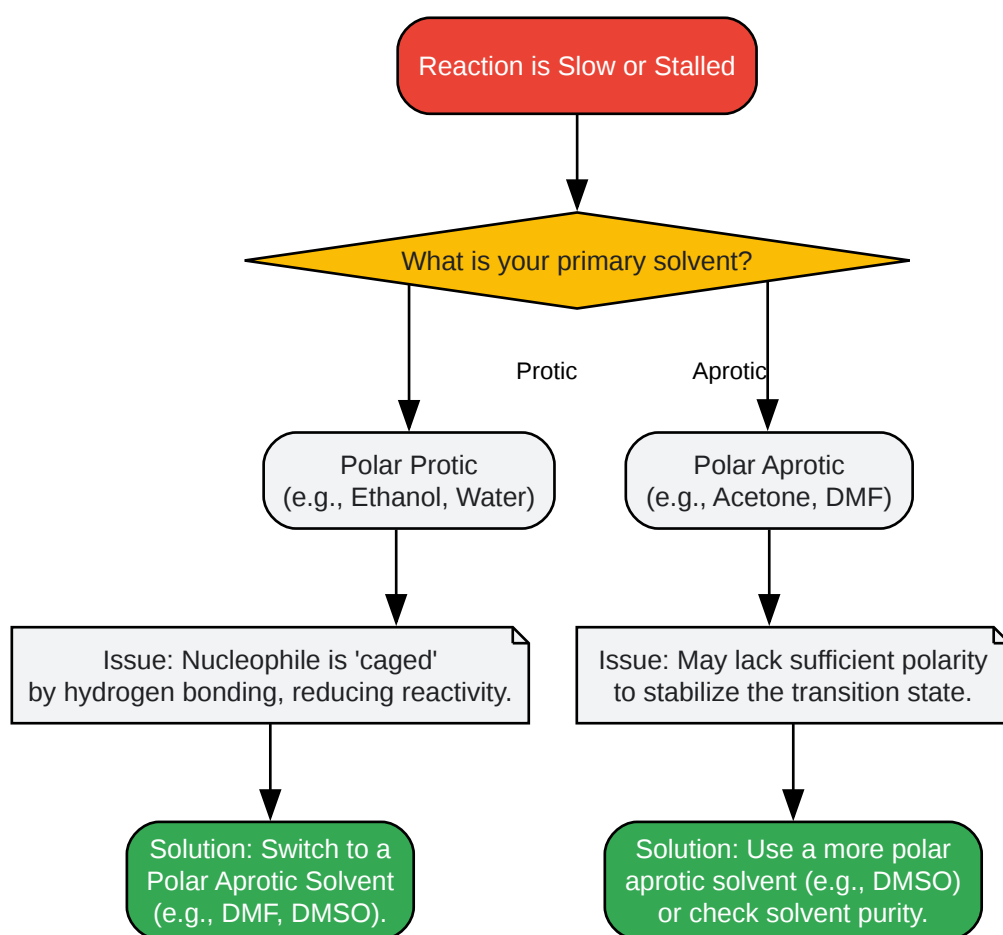 Reaction is Slow or Stalled
What is your primary solvent?
Protic
Aprotic
Polar Protic
(e.g., Ethanol, Water)
Polar Aprotic
(e.g., Acetone, DMF)
Issue: Nucleophile is 'caged'
by hydrogen bonding, reducing reactivity.
Issue: May lack sufficient polarity
to stabilize the transition state.
Solution: Switch to a
Polar Aprotic Solvent
(e.g., DMF, DMSO).
Solution: Use a more polar
aprotic solvent (e.g., DMSO)
or check solvent purity.